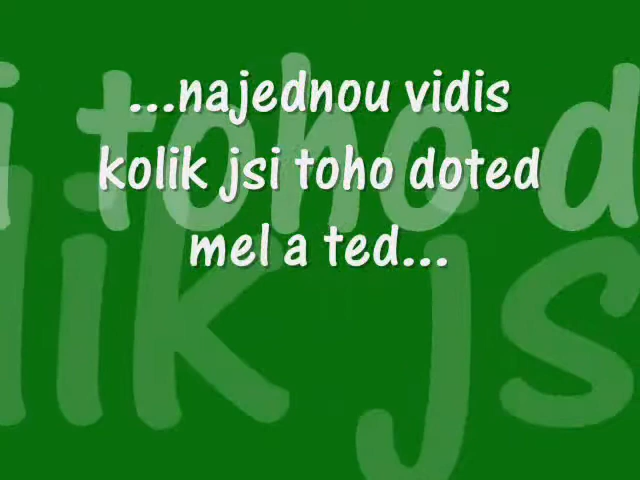 ...najednou vidis
kolik jsi toho doted
mel a ted...